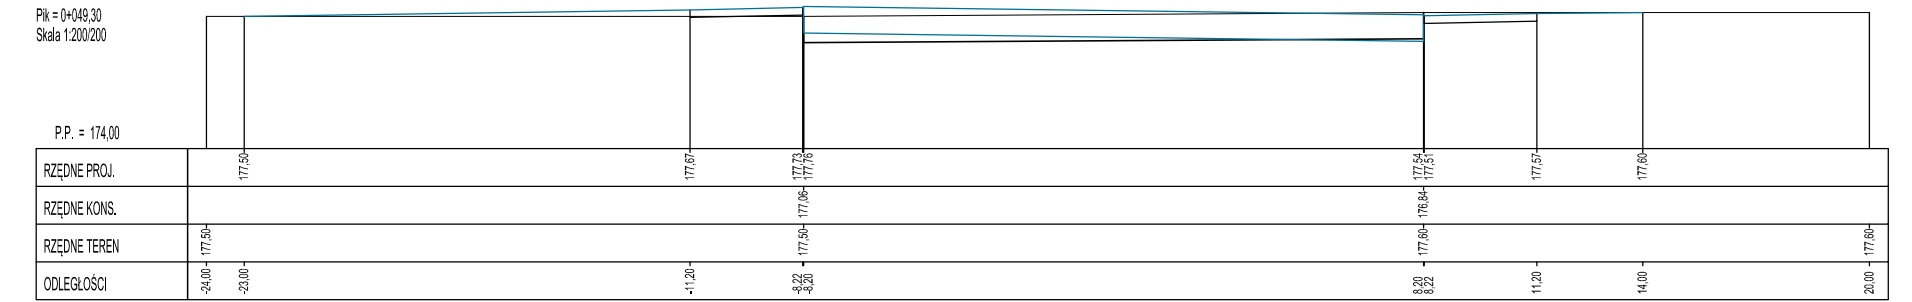 Pik = 0+049,30
Skala 1:200/200
P.P. = 174,00
RZĘDNE PROJ. 177,50 177,67 177,73 177,76 177,54 177,51 177,57 177,60
RZĘDNE KONS. 177,06 176,84
RZĘDNE TEREN 177,50 177,50 177,60 177,60
ODLEGŁOŚCI -24,00 -23,00 -11,20 -8,22 -8,20 8,20 8,22 11,20 14,00 20,00